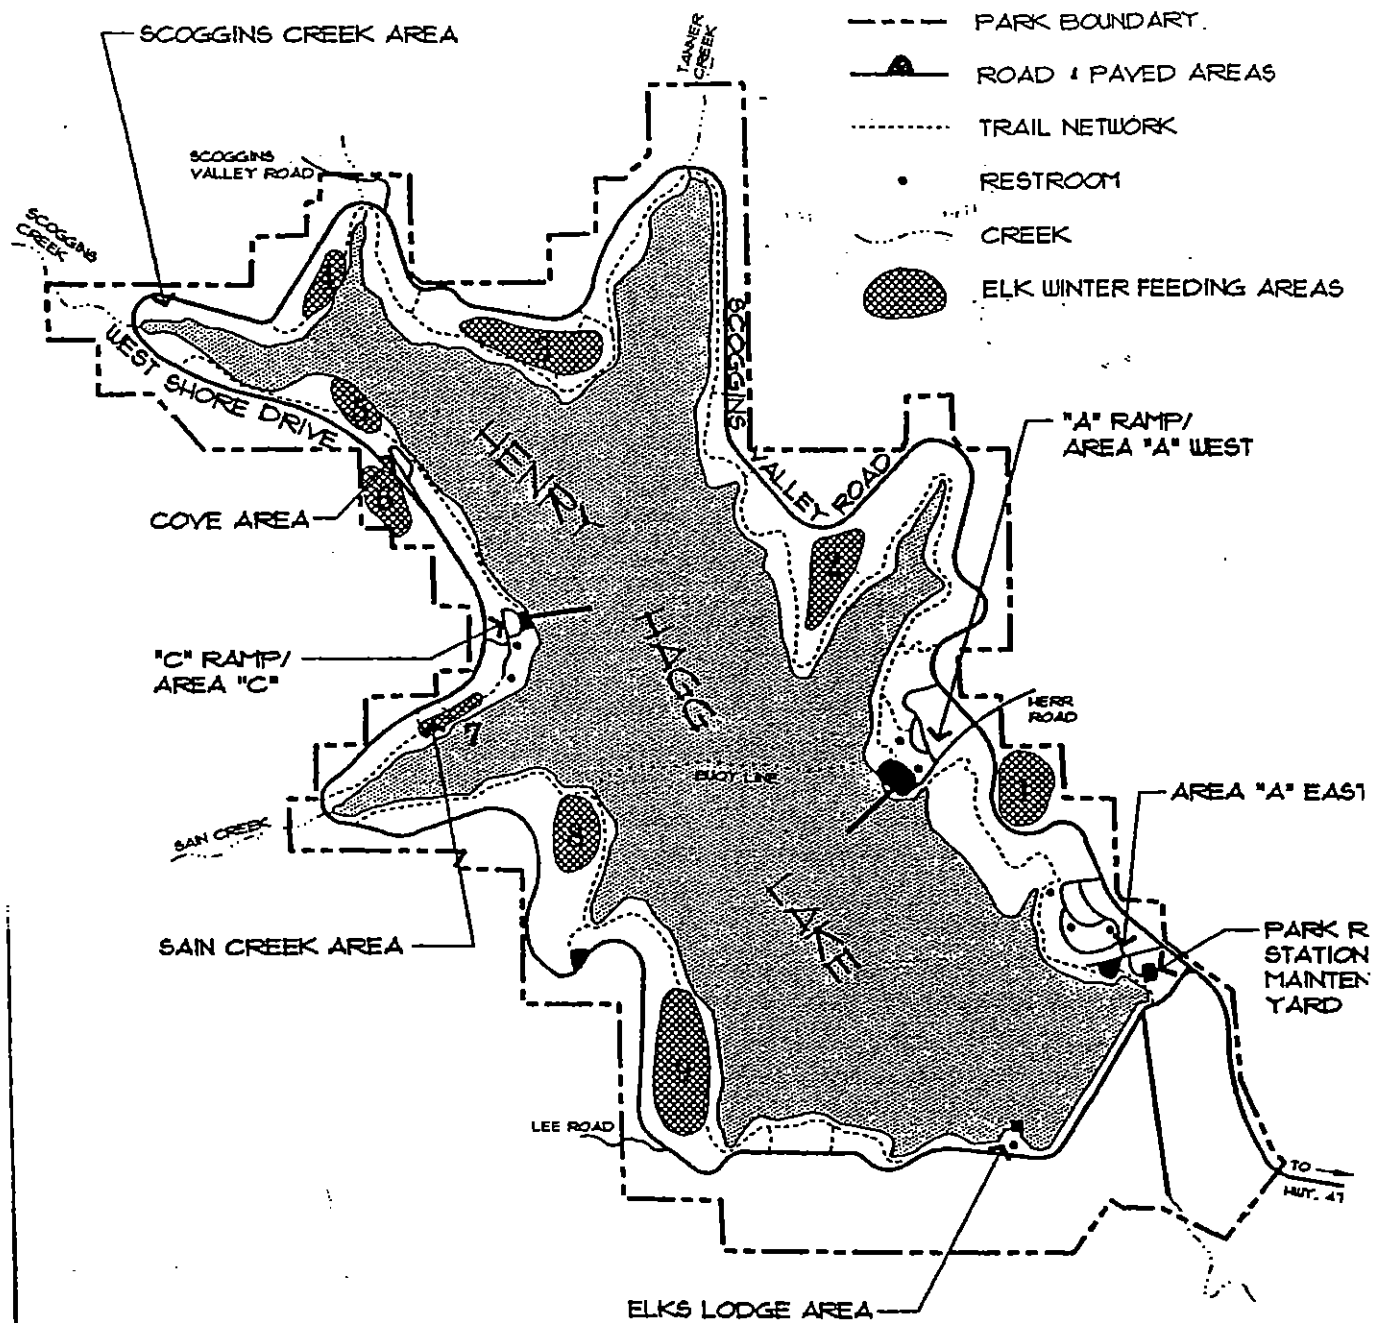 SCOGGINS CREEK AREA
TANNER
CREEK
PARK BOUNDARY.
ROAD & PAVED AREAS
TRAIL NETWORK
RESTROOM
CREEK
ELK WINTER FEEDING AREAS
SCOGGINS
VALLEY ROAD
SCOGGINS
CREEK
WEST SHORE DRIVE
SCOGGINS VALLEY ROAD
"A" RAMP/
AREA "A" WEST
HENRY
COVE AREA
"C" RAMP/
AREA "C"
HAGG
7
HERR
ROAD
BUOY LINE
1
AREA "A" EAST
SAIN CREEK
8
LAKE
SAIN CREEK AREA
PARK R
STATION
MAINTEN
YARD
9
LEE ROAD
TO
HWY. 47
ELKS LODGE AREA